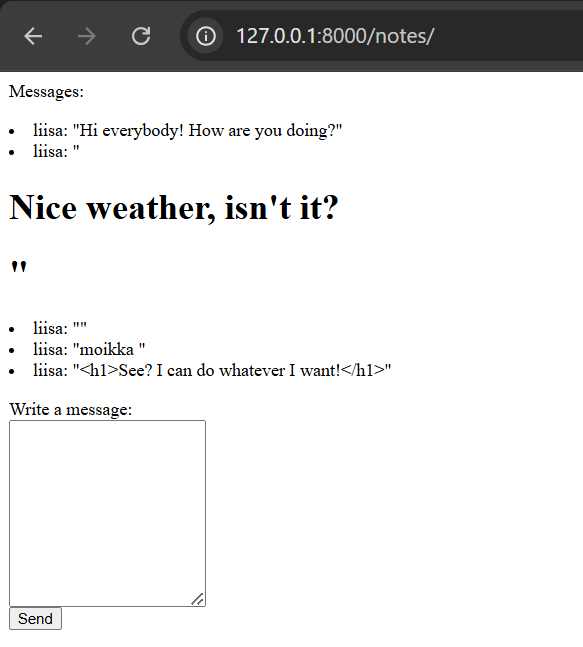 127.0.0.1:8000/notes/
Messages:
• liisa: "Hi everybody! How are you doing?"
• liisa: "
Nice weather, isn't it?
"
• liisa: ""
• liisa: "moikka "
• liisa: "<h1>See? I can do whatever I want!</h1>"
Write a message:
Send